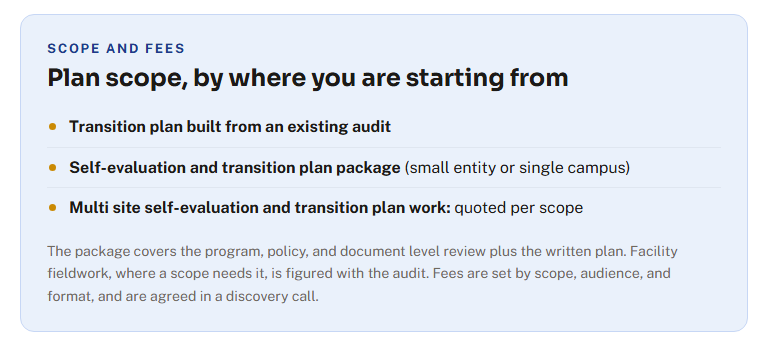 SCOPE AND FEES
Plan scope, by where you are starting from
Transition plan built from an existing audit
Self-evaluation and transition plan package (small entity or single campus)
Multi site self-evaluation and transition plan work: quoted per scope
The package covers the program, policy, and document level review plus the written plan. Facility
fieldwork, where a scope needs it, is figured with the audit. Fees are set by scope, audience, and
format, and are agreed in a discovery call.